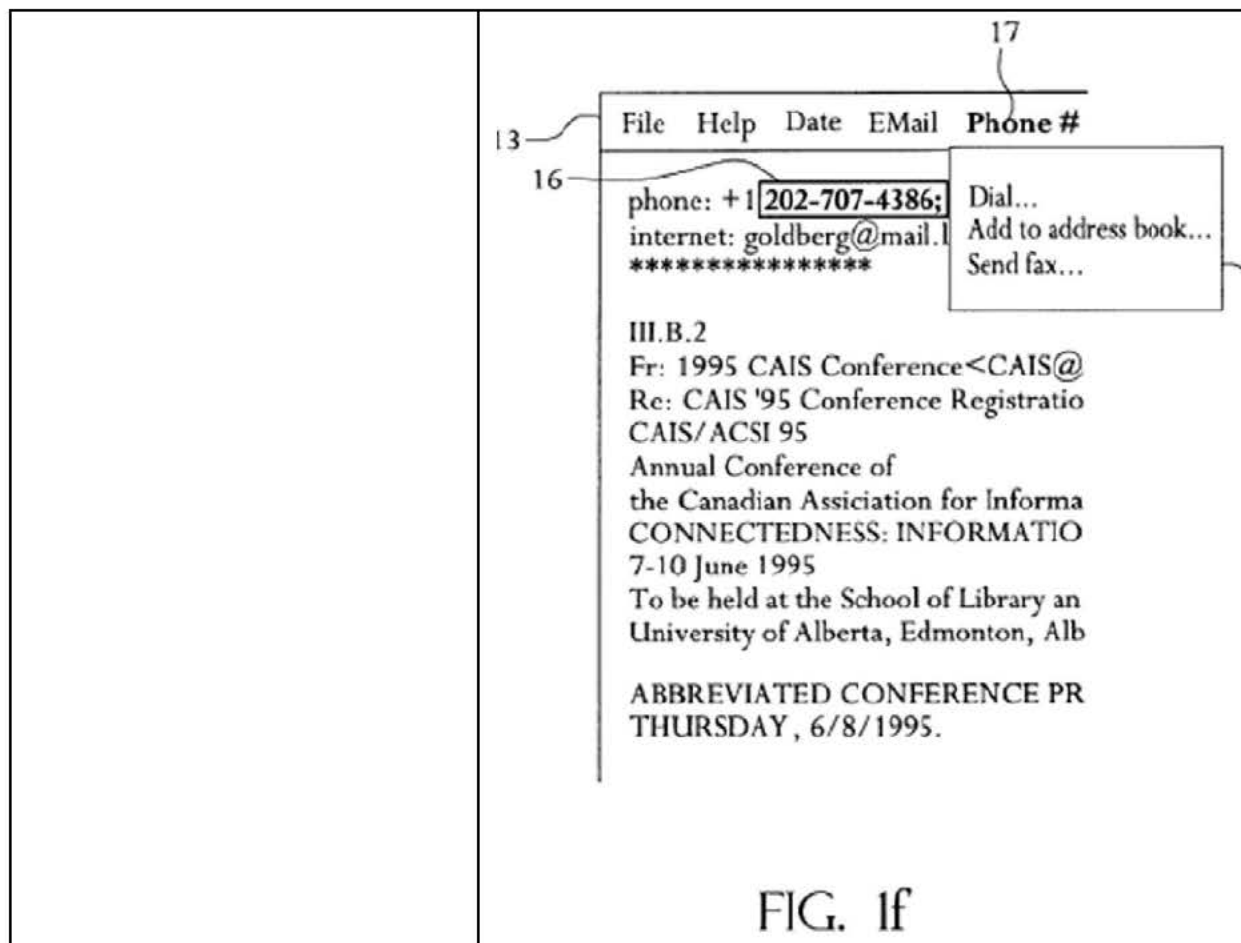 17
File Help Date EMail Phone #
13
16
phone: +1 202-707-4386;
Dial...
internet: goldberg@mail.l
Add to address book...
****************
Send fax...
III.B.2
Fr: 1995 CAIS Conference<CAIS@
Re: CAIS '95 Conference Registratio
CAIS/ACSI 95
Annual Conference of
the Canadian Assiciation for Informa
CONNECTEDNESS: INFORMATIO
7-10 June 1995
To be held at the School of Library an
University of Alberta, Edmonton, Alb
ABBREVIATED CONFERENCE PR
THURSDAY, 6/8/1995.
FIG. 1f